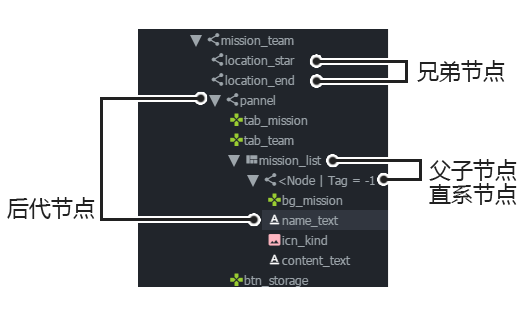 mission_team
location_star
location_end
兄弟节点
pannel
tab_mission
tab_team
mission_list
<Node | Tag = -1
父子节点
直系节点
bg_mission
后代节点
name_text
icn_kind
content_text
btn_storage